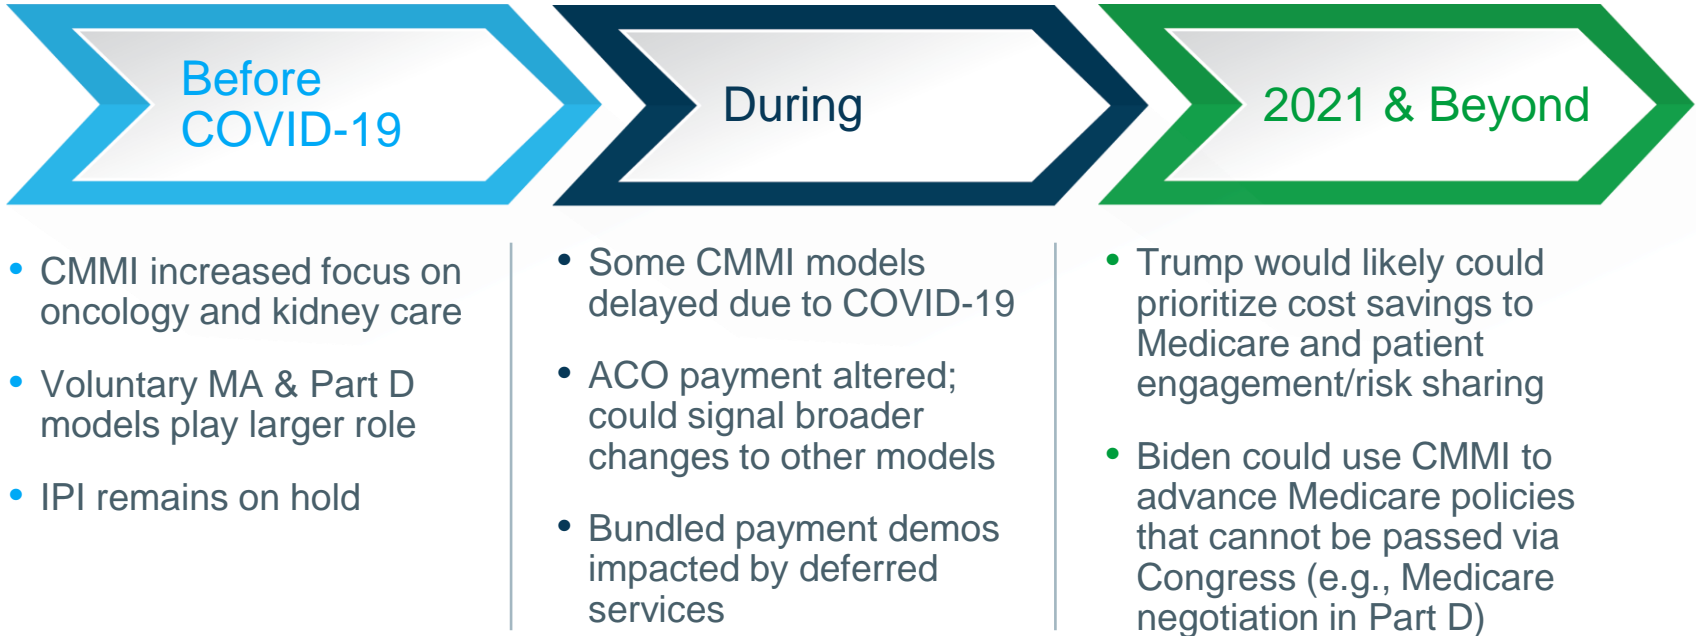 Before
COVID-19
During
2021 & Beyond
• CMMI increased focus on
oncology and kidney care
• Voluntary MA & Part D
models play larger role
• IPI remains on hold
• Some CMMI models
delayed due to COVID-19
• ACO payment altered;
could signal broader
changes to other models
• Bundled payment demos
impacted by deferred
services
• Trump would likely could
prioritize cost savings to
Medicare and patient
engagement/risk sharing
• Biden could use CMMI to
advance Medicare policies
that cannot be passed via
Congress (e.g., Medicare
negotiation in Part D)